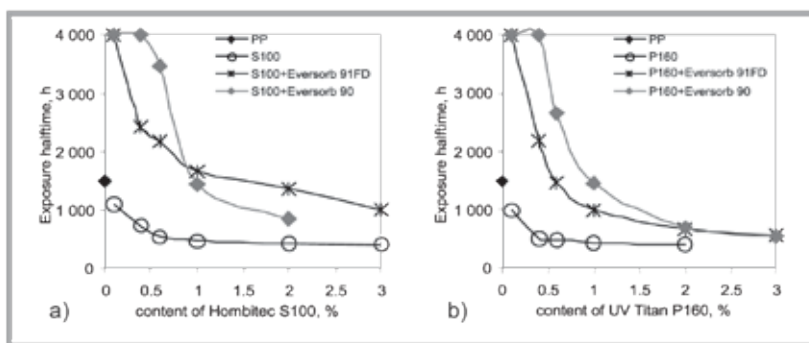 4 000
3 000
2 000
1 000
0
Exposure halftime, h
PP
S100
S100+Eversorb 91FD
S100+Eversorb 90
0 0.5 1 1.5 2 2.5 3
a) content of Hombitec S100, %
4 000
3 000
2 000
1 000
0
Exposure halftime, h
PP
P160
P160+Eversorb 91FD
P160+Eversorb 90
0 0.5 1 1.5 2 2.5 3
b) content of UV Titan P160, %